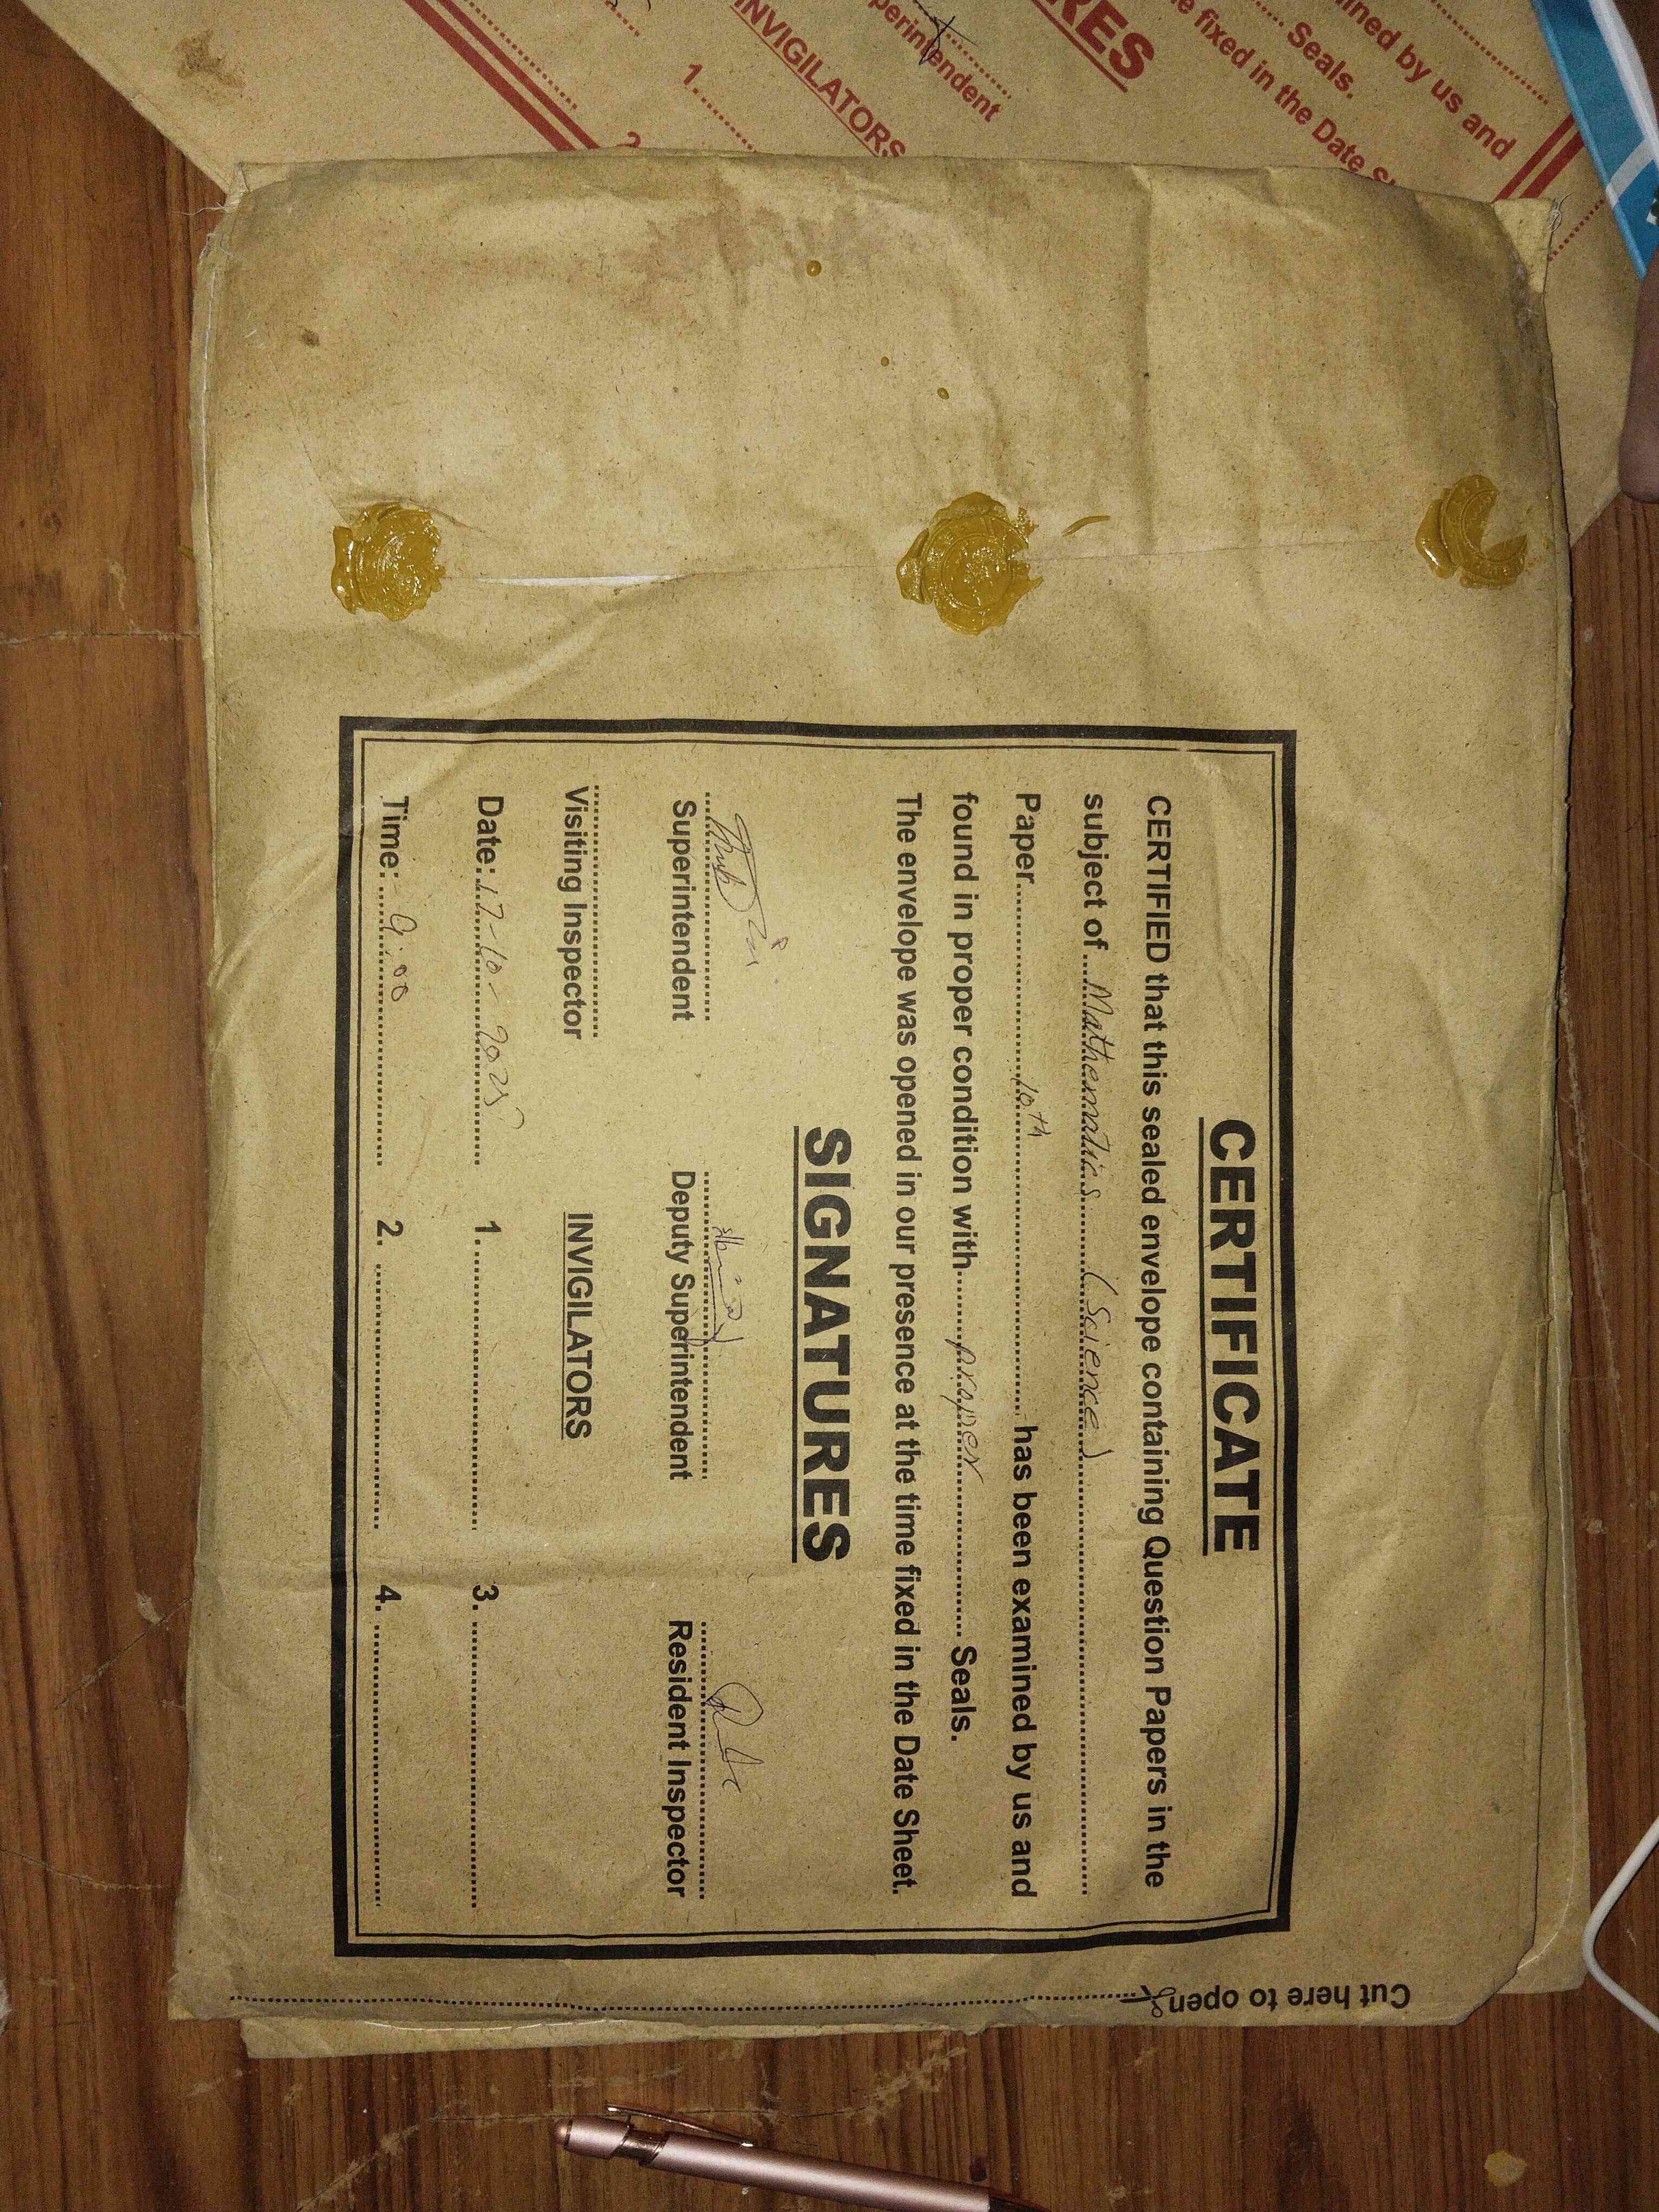 RES
Seals.
ined by us and
e fixed in the Date
perintendent
INVIGILATORS
1.
2
CERTIFICATE
CERTIFIED that this sealed envelope containing Question Papers in the
subject of Mathematics (Science)
Paper 10th has been examined by us and
found in proper condition with proper Seals.
The envelope was opened in our presence at the time fixed in the Date Sheet.
SIGNATURES
Superintendent Deputy Superintendent Resident Inspector
Visiting Inspector INVIGILATORS
Date: 17-10-2025 1. 3.
Time: 9:00 2. 4.
Cut here to open